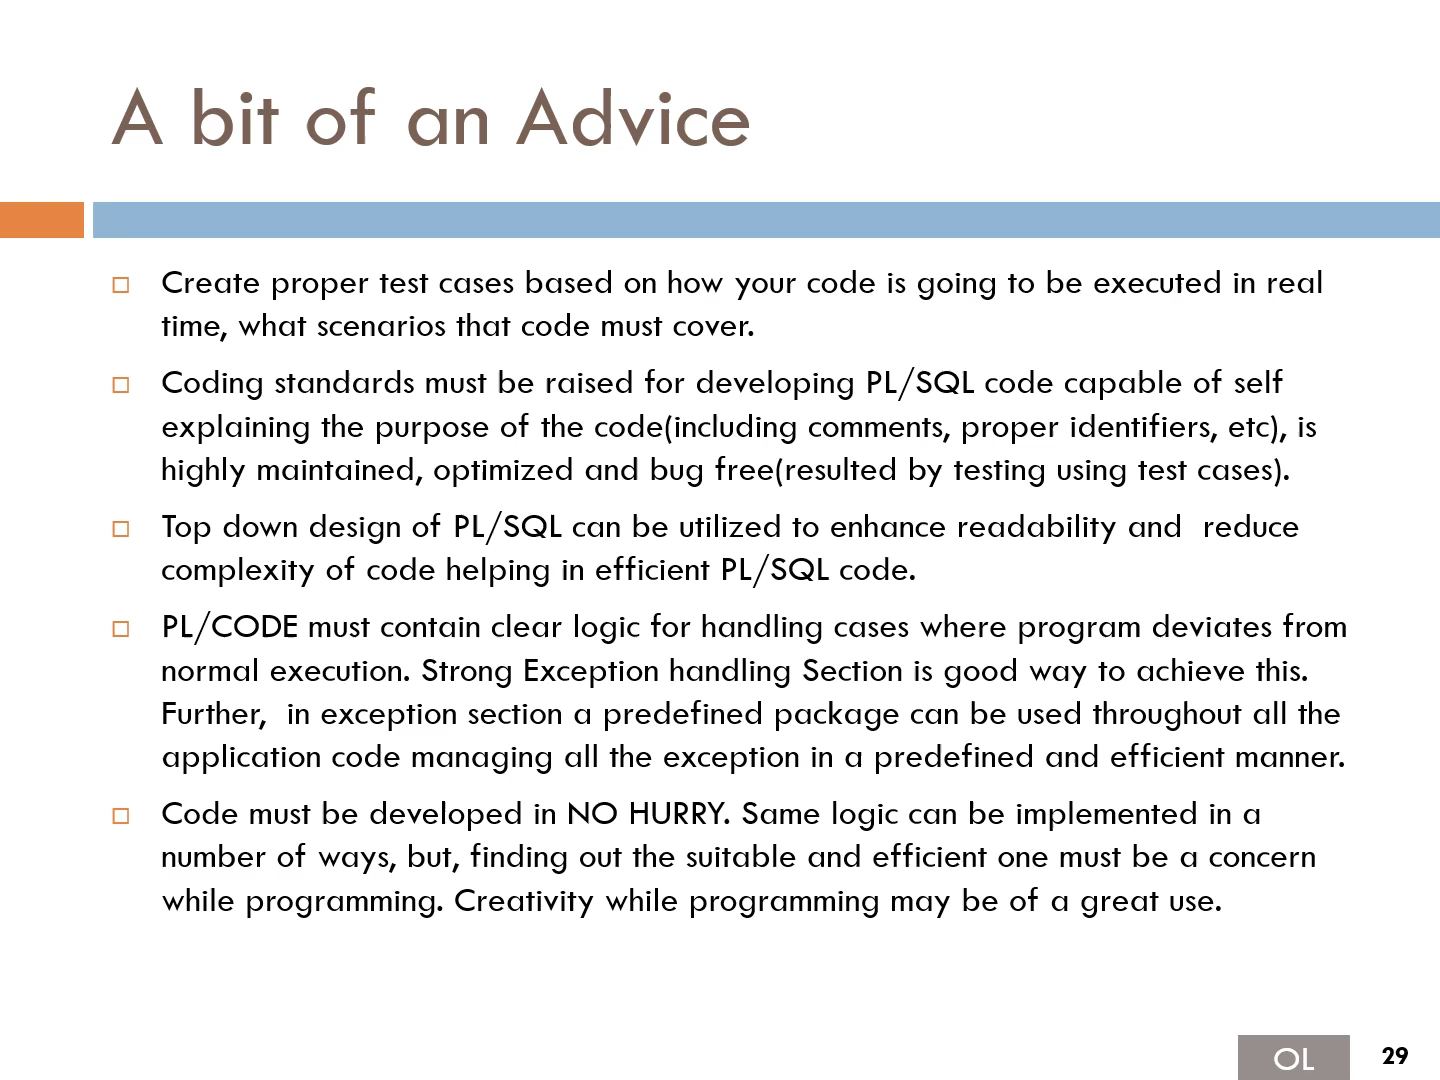 A bit of an Advice
Create proper test cases based on how your code is going to be executed in real
time, what scenarios that code must cover.
Coding standards must be raised for developing PL/SQL code capable of self
explaining the purpose of the code(including comments, proper identifiers, etc), is
highly maintained, optimized and bug free(resulted by testing using test cases).
Top down design of PL/SQL can be utilized to enhance readability and  reduce
complexity of code helping in efficient PL/SQL code.
PL/CODE must contain clear logic for handling cases where program deviates from
normal execution. Strong Exception handling Section is good way to achieve this.
Further,  in exception section a predefined package can be used throughout all the
application code managing all the exception in a predefined and efficient manner.
Code must be developed in NO HURRY. Same logic can be implemented in a
number of ways, but, finding out the suitable and efficient one must be a concern
while programming. Creativity while programming may be of a great use.
OL
29